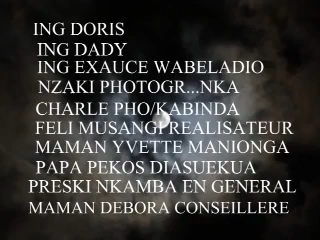 ING DORIS
ING DADY
ING EXAUCE WABELADIO
NZAKI PHOTOGR...NKA
CHARLE PHO/KABINDA
FELI MUSANGI REALISATEUR
MAMAN YVETTE MANIONGA
PAPA PEKOS DIASUEKUA
PRESKI NKAMBA EN GENERAL
MAMAN DEBORA CONSEILLERE